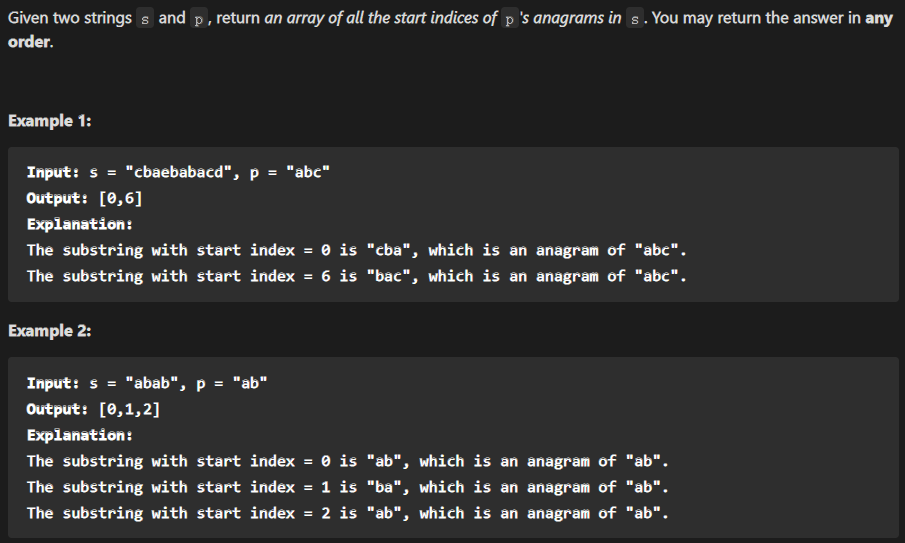 Given two strings s and p, return an array of all the start indices of p's anagrams in s. You may return the answer in any
order.
Example 1:
Input: s = "cbaebabacd", p = "abc"
Output: [0,6]
Explanation:
The substring with start index = 0 is "cba", which is an anagram of "abc".
The substring with start index = 6 is "bac", which is an anagram of "abc".
Example 2:
Input: s = "abab", p = "ab"
Output: [0,1,2]
Explanation:
The substring with start index = 0 is "ab", which is an anagram of "ab".
The substring with start index = 1 is "ba", which is an anagram of "ab".
The substring with start index = 2 is "ab", which is an anagram of "ab".